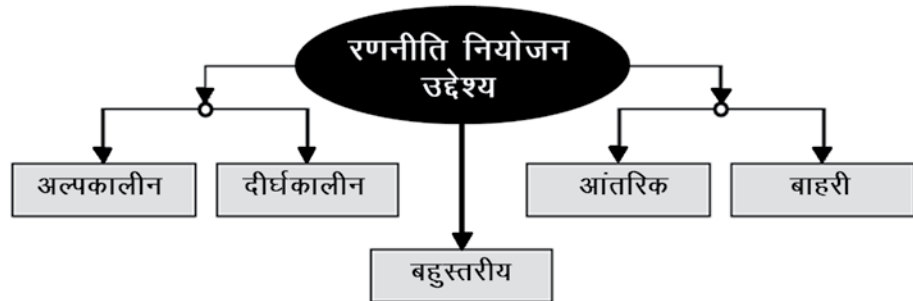 रणनीति नियोजन
उद्देश्य
अल्पकालीन
दीर्घकालीन
आंतरिक
बाहरी
बहुस्तरीय